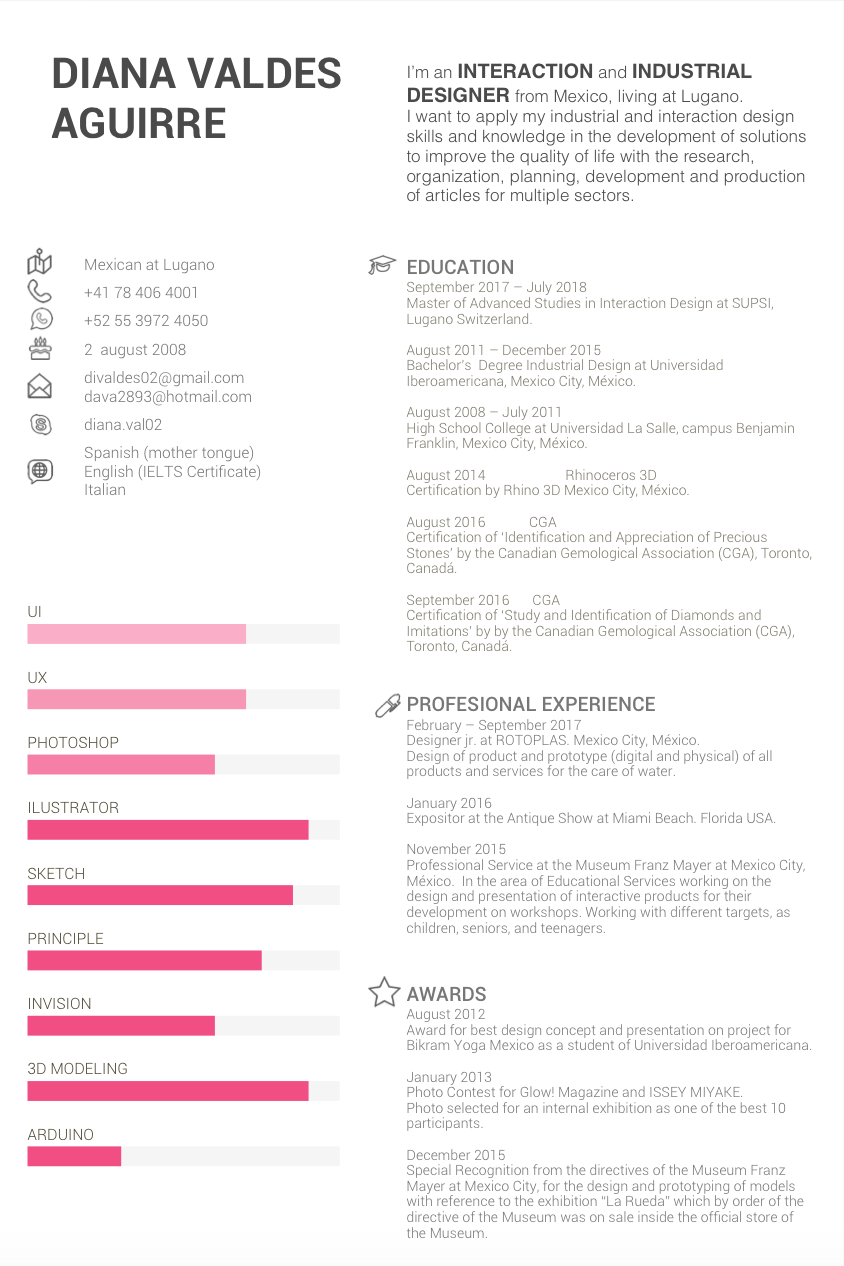 DIANA VALDES
AGUIRRE
I'm an INTERACTION and INDUSTRIAL
DESIGNER from Mexico, living at Lugano.
I want to apply my industrial and interaction design
skills and knowledge in the development of solutions
to improve the quality of life with the research,
organization, planning, development and production
of articles for multiple sectors.
Mexican at Lugano
+41 78 406 4001
+52 55 3972 4050
2 august 2008
divaldes02@gmail.com
dava2893@hotmail.com
diana.val02
Spanish (mother tongue)
English (IELTS Certificate)
Italian
UI
UX
PHOTOSHOP
ILUSTRATOR
SKETCH
PRINCIPLE
INVISION
3D MODELING
ARDUINO
EDUCATION
September 2017 – July 2018
Master of Advanced Studies in Interaction Design at SUPSI,
Lugano Switzerland.
August 2011 – December 2015
Bachelor's Degree Industrial Design at Universidad
Iberoamericana, Mexico City, México.
August 2008 – July 2011
High School College at Universidad La Salle, campus Benjamin
Franklin, Mexico City, México.
August 2014 Rhinoceros 3D
Certification by Rhino 3D Mexico City, México.
August 2016 CGA
Certification of 'Identification and Appreciation of Precious
Stones' by the Canadian Gemological Association (CGA), Toronto,
Canadá.
September 2016 CGA
Certification of 'Study and Identification of Diamonds and
Imitations' by by the Canadian Gemological Association (CGA),
Toronto, Canadá.
PROFESIONAL EXPERIENCE
February – September 2017
Designer jr. at ROTOPLAS. Mexico City, México.
Design of product and prototype (digital and physical) of all
products and services for the care of water.
January 2016
Expositor at the Antique Show at Miami Beach. Florida USA.
November 2015
Professional Service at the Museum Franz Mayer at Mexico City,
México. In the area of Educational Services working on the
design and presentation of interactive products for their
development on workshops. Working with different targets, as
children, seniors, and teenagers.
AWARDS
August 2012
Award for best design concept and presentation on project for
Bikram Yoga Mexico as a student of Universidad Iberoamericana.
January 2013
Photo Contest for Glow! Magazine and ISSEY MIYAKE.
Photo selected for an internal exhibition as one of the best 10
participants.
December 2015
Special Recognition from the directives of the Museum Franz
Mayer at Mexico City, for the design and prototyping of models
with reference to the exhibition “La Rueda” which by order of the
directive of the Museum was on sale inside the official store of
the Museum.